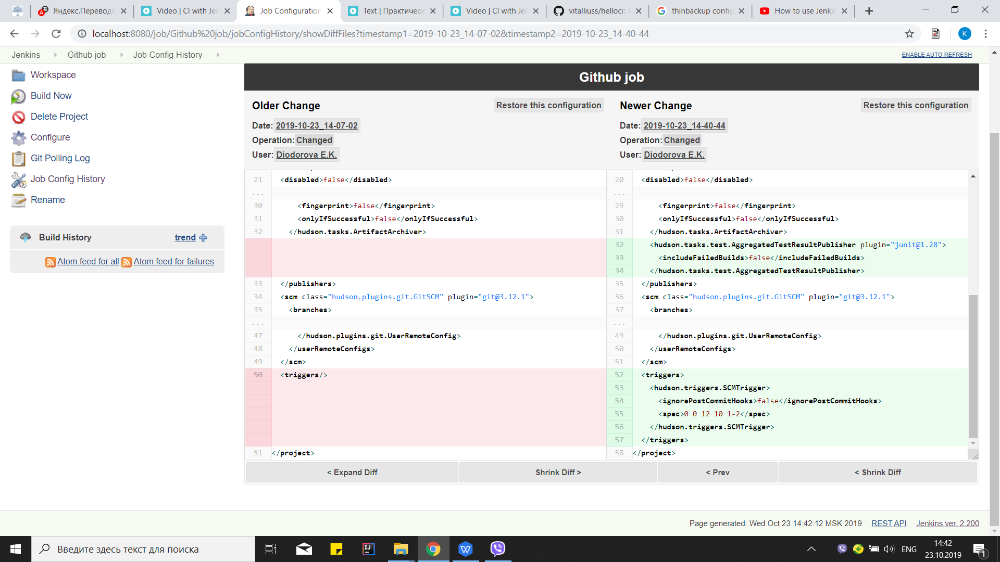 Яндекс.Переводч
Video | CI with Jen
Job Configuration
Text | Практическ
Video | CI with Jen
vitalliuss/helloci: T
thinbackup config
How to use Jenkin
localhost:8080/job/Github%20job/jobConfigHistory/showDiffFiles?timestamp1=2019-10-23_14-07-02&timestamp2=2019-10-23_14-40-44
K
Jenkins
Github job
Job Config History
ENABLE AUTO REFRESH
Workspace
Build Now
Delete Project
Configure
Git Polling Log
Job Config History
Rename
Build History
trend
Atom feed for all
Atom feed for failures
Github job
Older Change
Restore this configuration
Date: 2019-10-23_14-07-02
Operation: Changed
User: Diodorova E.K.
Newer Change
Restore this configuration
Date: 2019-10-23_14-40-44
Operation: Changed
User: Diodorova E.K.
21 <disabled>false</disabled>
...
30 <fingerprint>false</fingerprint>
31 <onlyIfSuccessful>false</onlyIfSuccessful>
32 </hudson.tasks.ArtifactArchiver>
33 </publishers>
34 <scm class="hudson.plugins.git.GitSCM" plugin="git@3.12.1">
35 <branches>
...
47 </hudson.plugins.git.UserRemoteConfig>
48 </userRemoteConfigs>
49 </scm>
50 <triggers/>
51 </project>
20 <disabled>false</disabled>
...
29 <fingerprint>false</fingerprint>
30 <onlyIfSuccessful>false</onlyIfSuccessful>
31 </hudson.tasks.ArtifactArchiver>
32 <hudson.tasks.test.AggregatedTestResultPublisher plugin="junit@1.28">
33 <includeFailedBuilds>false</includeFailedBuilds>
34 </hudson.tasks.test.AggregatedTestResultPublisher>
35 </publishers>
36 <scm class="hudson.plugins.git.GitSCM" plugin="git@3.12.1">
37 <branches>
...
49 </hudson.plugins.git.UserRemoteConfig>
50 </userRemoteConfigs>
51 </scm>
52 <triggers>
53 <hudson.triggers.SCMTrigger>
54 <ignorePostCommitHooks>false</ignorePostCommitHooks>
55 <spec>0 0 12 10 1-2</spec>
56 </hudson.triggers.SCMTrigger>
57 </triggers>
58 </project>
< Expand Diff
Shrink Diff >
< Prev
< Shrink Diff
Page generated: Wed Oct 23 14:42:12 MSK 2019
REST API
Jenkins ver. 2.200
Введите здесь текст для поиска
ENG
14:42
23.10.2019
1